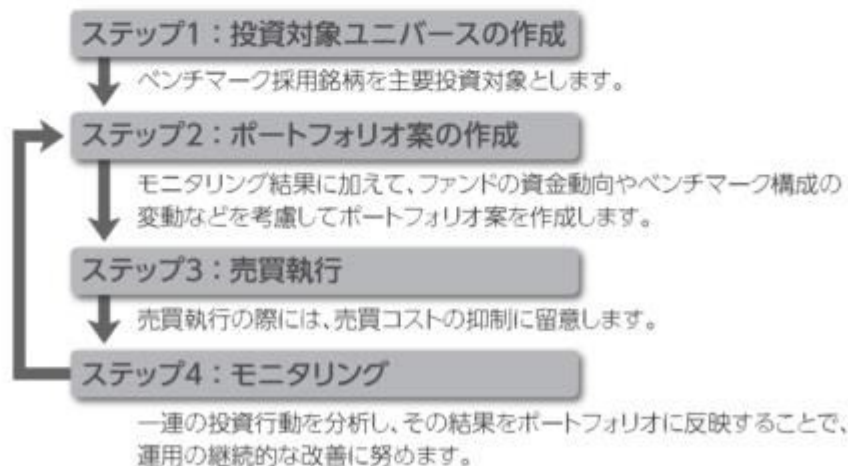 ステップ1：投資対象ユニバースの作成
ベンチマーク採用銘柄を主要投資対象とします。
ステップ2：ポートフォリオ案の作成
モニタリング結果に加えて、ファンドの資金動向やベンチマーク構成の
変動などを考慮してポートフォリオ案を作成します。
ステップ3：売買執行
売買執行の際には、売買コストの抑制に留意します。
ステップ4：モニタリング
一連の投資行動を分析し、その結果をポートフォリオに反映することで、
運用の継続的な改善に努めます。